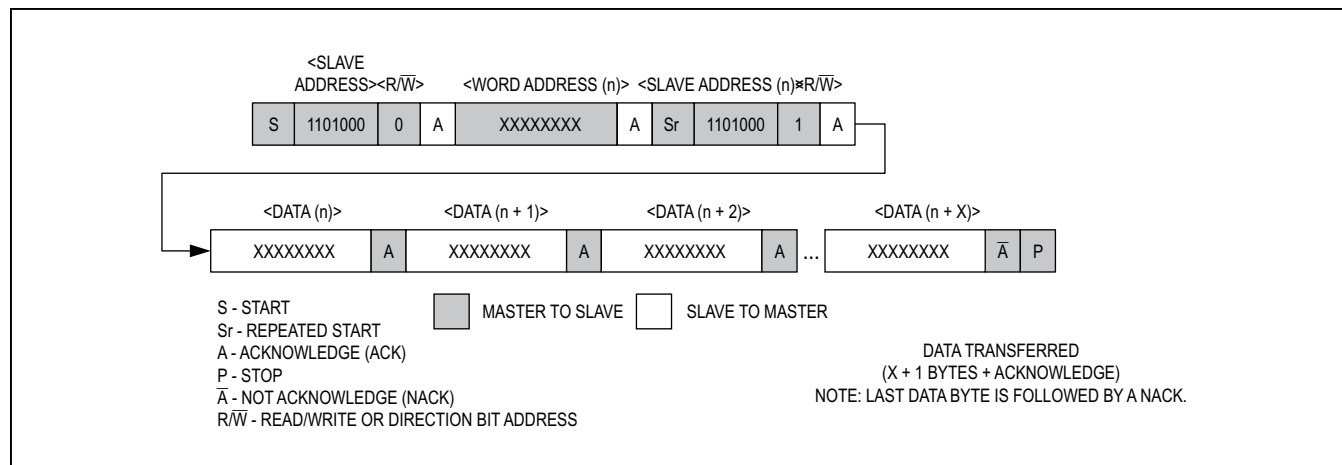 <SLAVE
ADDRESS><R/W̅> <WORD ADDRESS (n)> <SLAVE ADDRESS (n)><R/W̅>
S 1101000 0 A XXXXXXXX A Sr 1101000 1 A
<DATA (n)> <DATA (n + 1)> <DATA (n + 2)> <DATA (n + X)>
XXXXXXXX A XXXXXXXX A XXXXXXXX A ... XXXXXXXX A̅ P
S - START
MASTER TO SLAVE SLAVE TO MASTER
Sr - REPEATED START
A - ACKNOWLEDGE (ACK)
P - STOP
A̅ - NOT ACKNOWLEDGE (NACK)
R/W̅ - READ/WRITE OR DIRECTION BIT ADDRESS
DATA TRANSFERRED
(X + 1 BYTES + ACKNOWLEDGE)
NOTE: LAST DATA BYTE IS FOLLOWED BY A NACK.